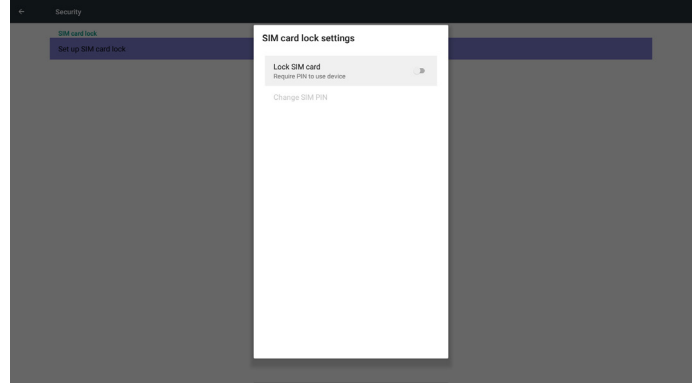 Security
SIM card lock
Set up SIM card lock
SIM card lock settings
Lock SIM card
Require PIN to use device
Change SIM PIN